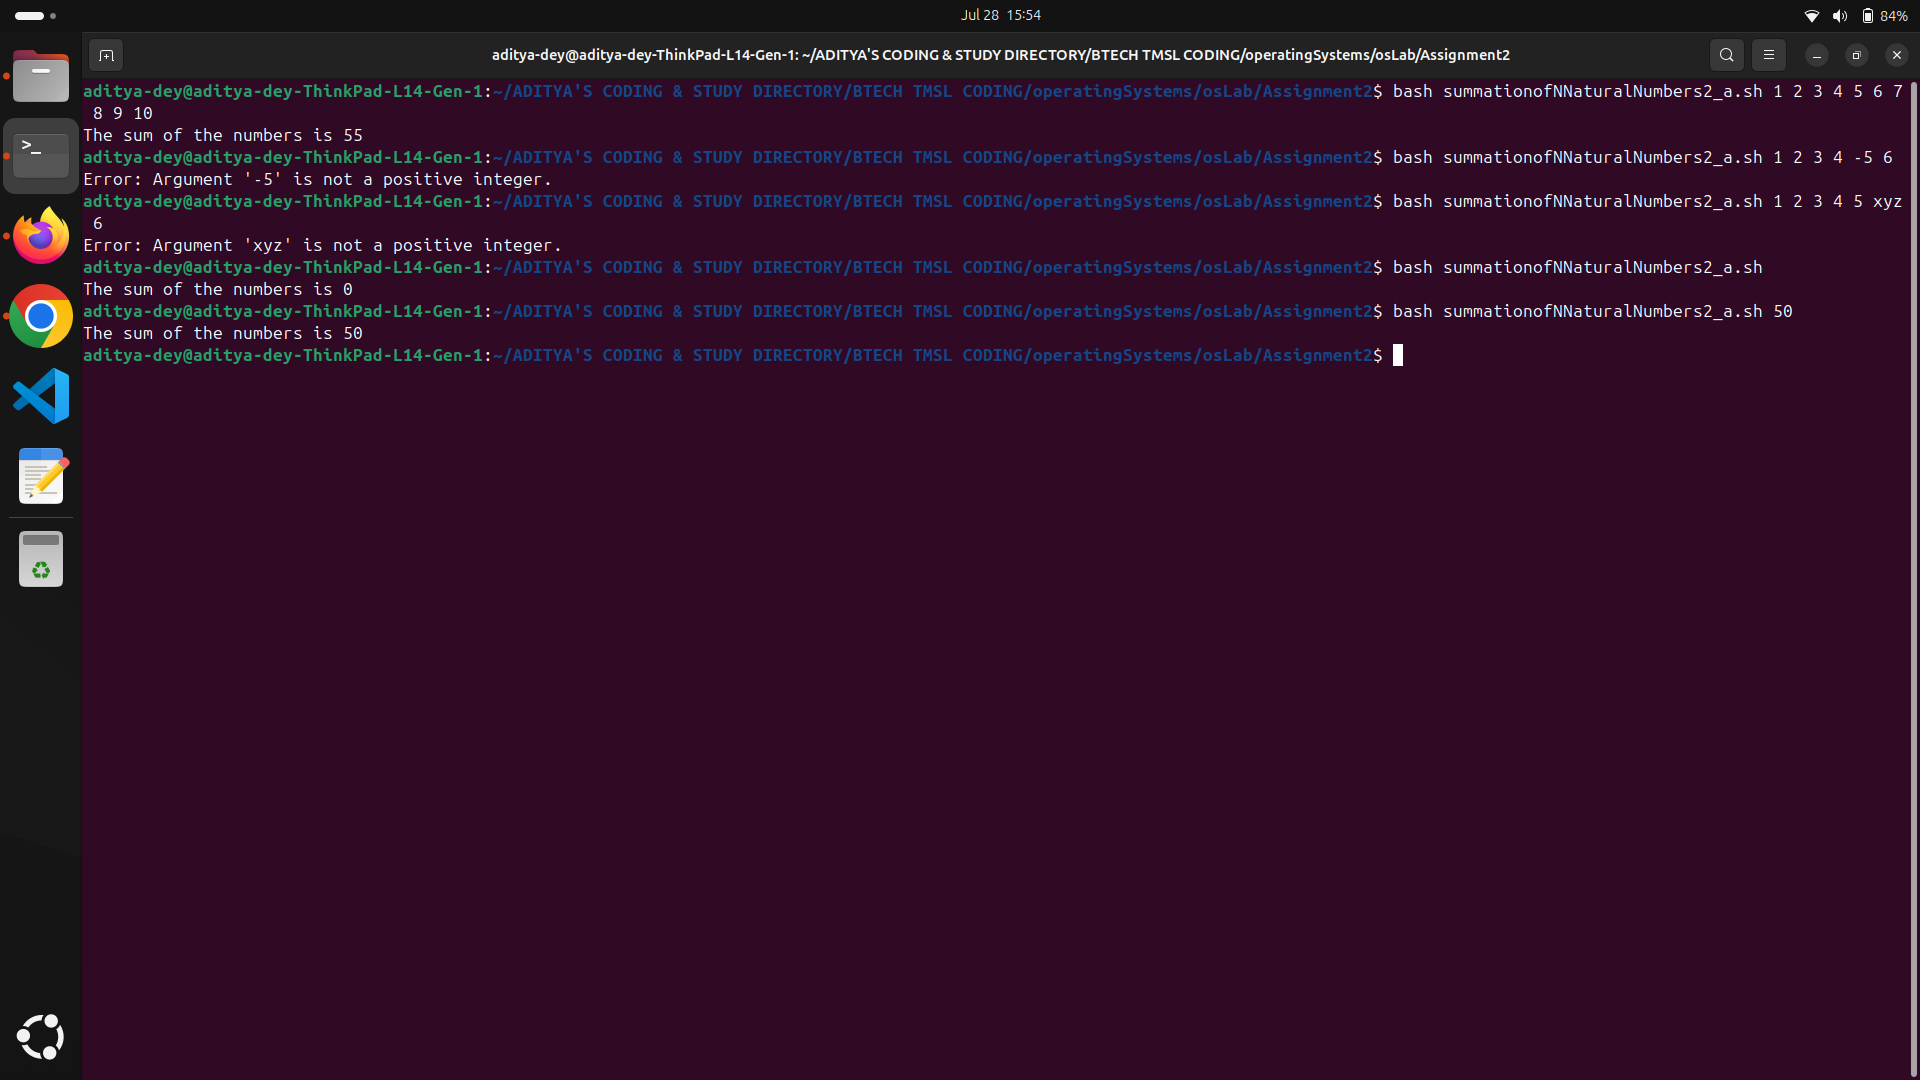 Jul 28 15:54
84%
aditya-dey@aditya-dey-ThinkPad-L14-Gen-1: ~/ADITYA'S CODING & STUDY DIRECTORY/BTECH TMSL CODING/operatingSystems/osLab/Assignment2
aditya-dey@aditya-dey-ThinkPad-L14-Gen-1:~/ADITYA'S CODING & STUDY DIRECTORY/BTECH TMSL CODING/operatingSystems/osLab/Assignment2$ bash summationofNNaturalNumbers2_a.sh 1 2 3 4 5 6 7
8 9 10
The sum of the numbers is 55
aditya-dey@aditya-dey-ThinkPad-L14-Gen-1:~/ADITYA'S CODING & STUDY DIRECTORY/BTECH TMSL CODING/operatingSystems/osLab/Assignment2$ bash summationofNNaturalNumbers2_a.sh 1 2 3 4 -5 6
Error: Argument '-5' is not a positive integer.
aditya-dey@aditya-dey-ThinkPad-L14-Gen-1:~/ADITYA'S CODING & STUDY DIRECTORY/BTECH TMSL CODING/operatingSystems/osLab/Assignment2$ bash summationofNNaturalNumbers2_a.sh 1 2 3 4 5 xyz
6
Error: Argument 'xyz' is not a positive integer.
aditya-dey@aditya-dey-ThinkPad-L14-Gen-1:~/ADITYA'S CODING & STUDY DIRECTORY/BTECH TMSL CODING/operatingSystems/osLab/Assignment2$ bash summationofNNaturalNumbers2_a.sh
The sum of the numbers is 0
aditya-dey@aditya-dey-ThinkPad-L14-Gen-1:~/ADITYA'S CODING & STUDY DIRECTORY/BTECH TMSL CODING/operatingSystems/osLab/Assignment2$ bash summationofNNaturalNumbers2_a.sh 50
The sum of the numbers is 50
aditya-dey@aditya-dey-ThinkPad-L14-Gen-1:~/ADITYA'S CODING & STUDY DIRECTORY/BTECH TMSL CODING/operatingSystems/osLab/Assignment2$